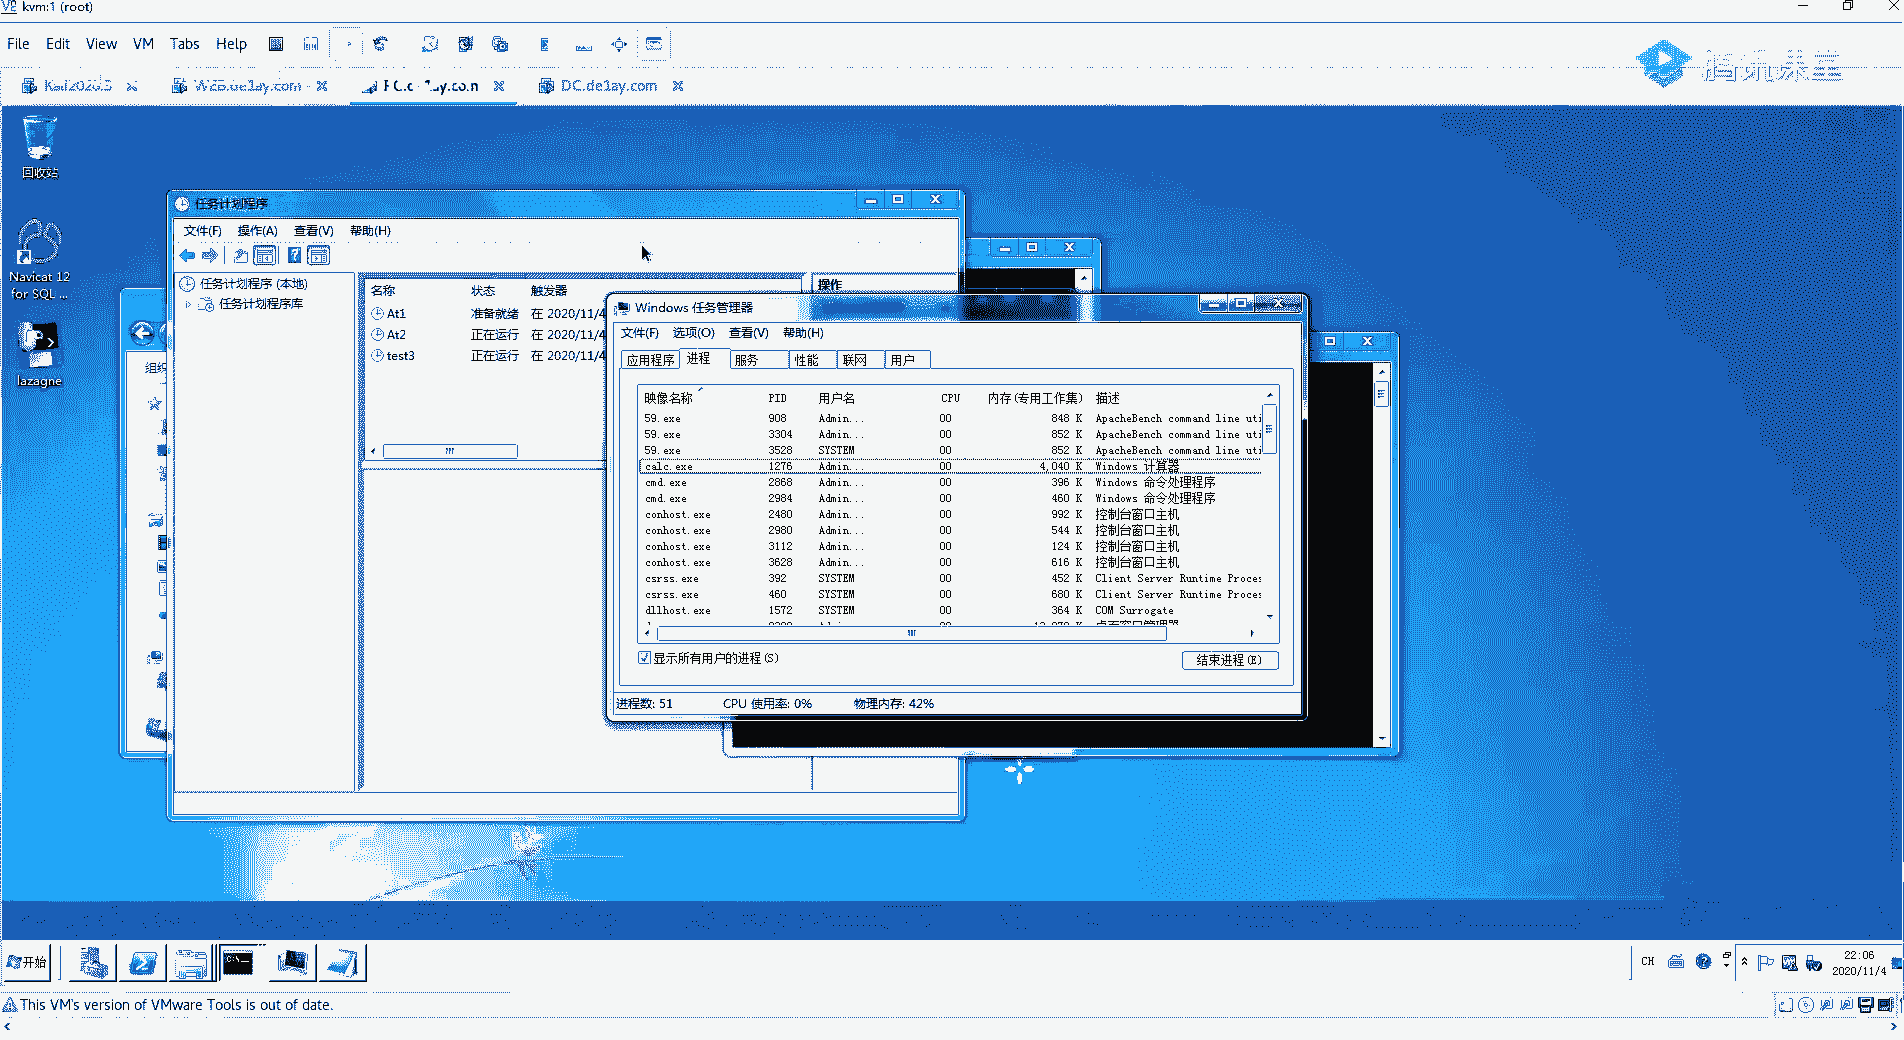 kvm:1 (root)
File Edit View VM Tabs Help
腾讯课堂
DC.de1ay.com
回收站
Navicat 12
for SQL ...
lazagne
任务计划程序
文件(F) 操作(A) 查看(V) 帮助(H)
任务计划程序 (本地)
任务计划程序库
名称 状态 触发器
At1 准备就绪 在 2020/11/4
At2 正在运行 在 2020/11/4
test3 正在运行 在 2020/11/4
操作
组织
Windows 任务管理器
文件(F) 选项(O) 查看(V) 帮助(H)
应用程序 进程 服务 性能 联网 用户
映像名称 PID 用户名 CPU 内存(专用工作集) 描述
59.exe 908 Admin... 00 848 K ApacheBench command line uti
59.exe 3304 Admin... 00 852 K ApacheBench command line uti
59.exe 3528 SYSTEM 00 852 K ApacheBench command line uti
calc.exe 1276 Admin... 00 4,040 K Windows 计算器
cmd.exe 2868 Admin... 00 396 K Windows 命令处理程序
cmd.exe 2984 Admin... 00 460 K Windows 命令处理程序
conhost.exe 2480 Admin... 00 992 K 控制台窗口主机
conhost.exe 2980 Admin... 00 544 K 控制台窗口主机
conhost.exe 3112 Admin... 00 124 K 控制台窗口主机
conhost.exe 3628 Admin... 00 616 K 控制台窗口主机
csrss.exe 392 SYSTEM 00 452 K Client Server Runtime Proces
csrss.exe 460 SYSTEM 00 680 K Client Server Runtime Proces
dllhost.exe 1572 SYSTEM 00 364 K COM Surrogate
显示所有用户的进程(S)
结束进程(E)
进程数: 51 CPU 使用率: 0% 物理内存: 42%
开始
CH
22:06
2020/11/4
This VM's version of VMware Tools is out of date.